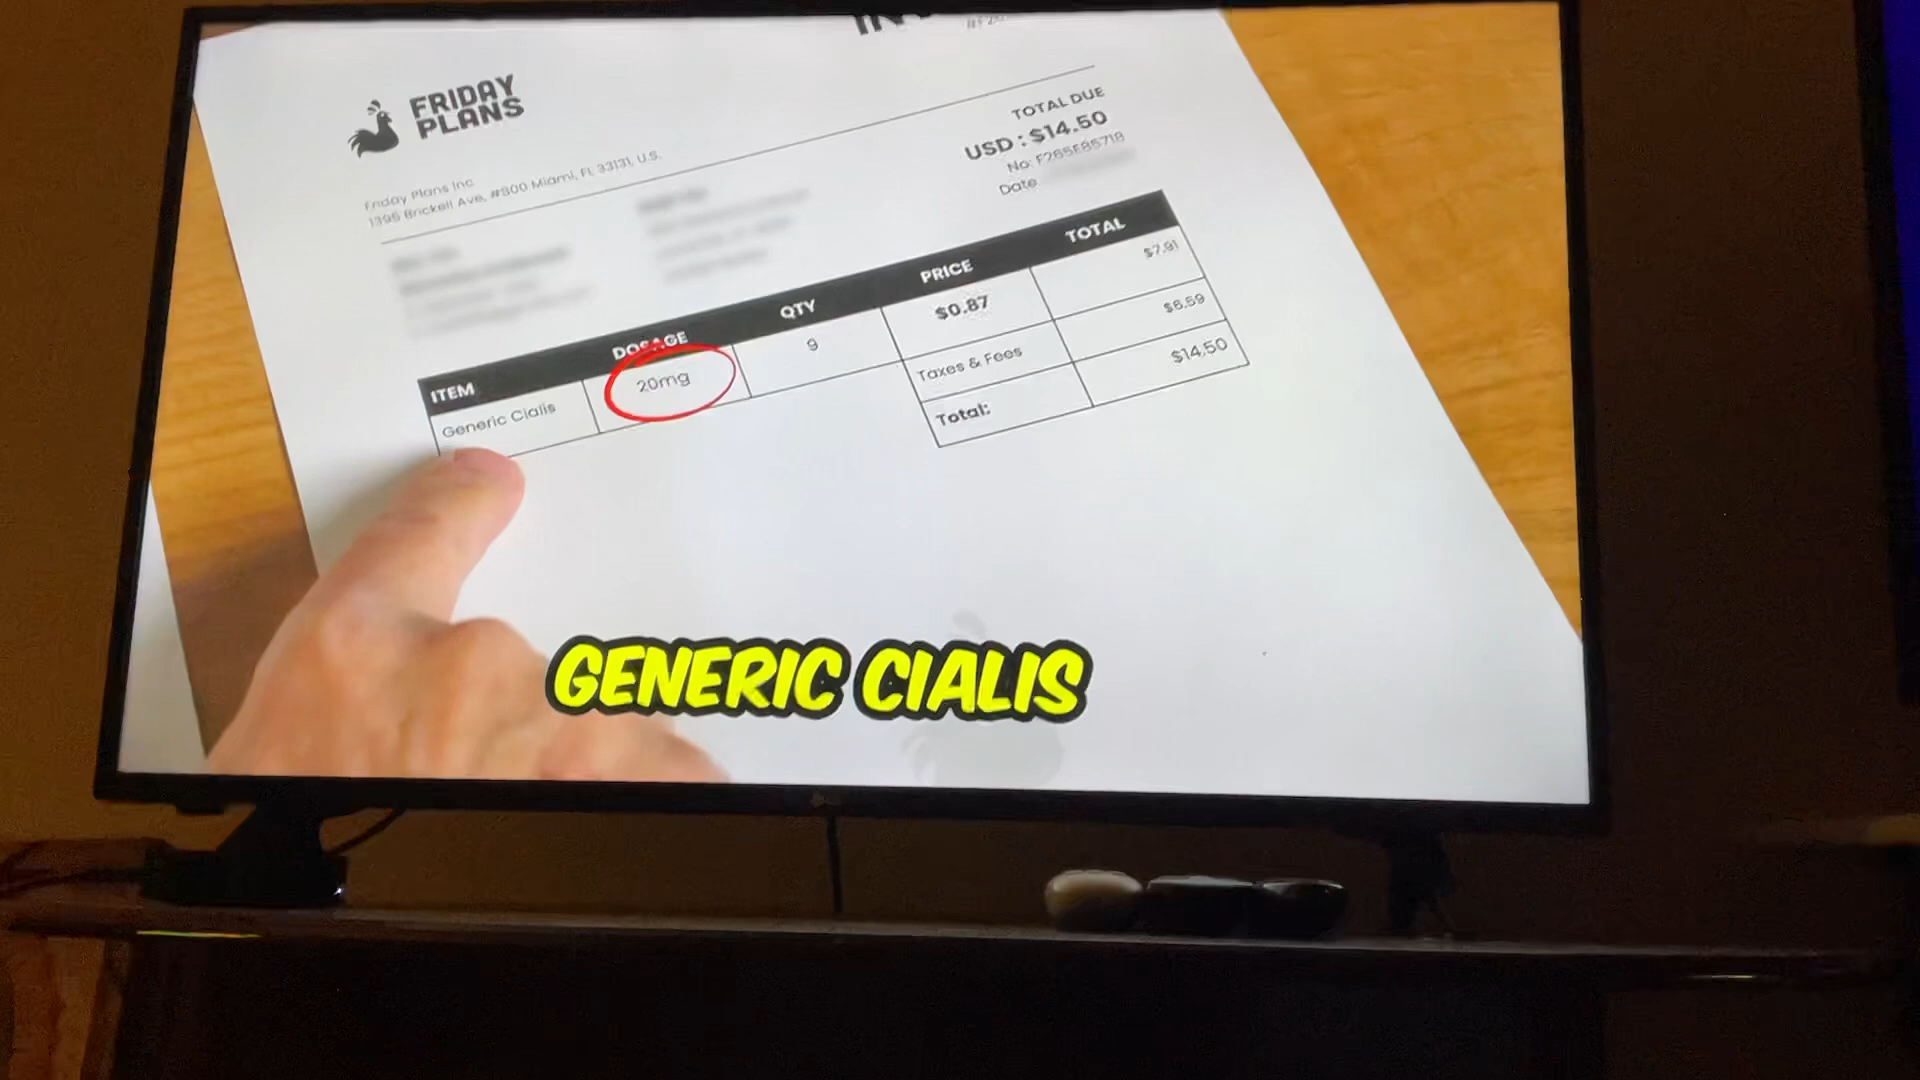 FRIDAY
PLANS
TOTAL DUE
USD : $14.50
No: F265E85718
Date
Friday Plans Inc
1395 Brickell Ave, #800 Miami, FL 33131, U.S.
ITEM DOSAGE QTY PRICE TOTAL
Generic Cialis 20mg 9 $0.87 $7.91
Taxes & Fees $6.59
Total: $14.50
GENERIC CIALIS